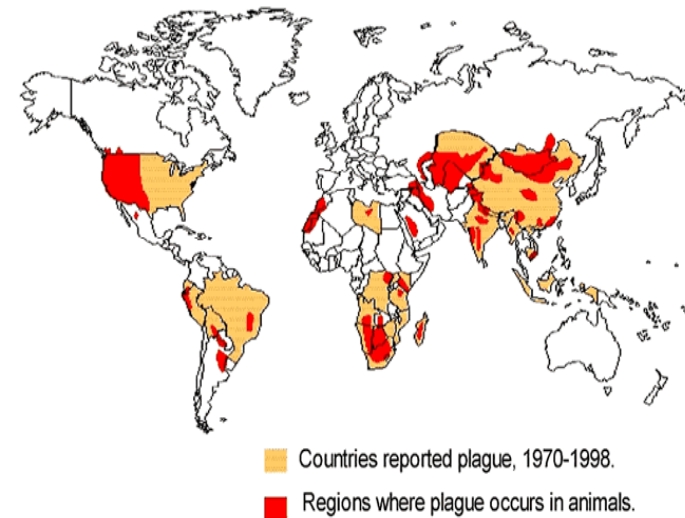 Countries reported plague, 1970-1998.
Regions where plague occurs in animals.